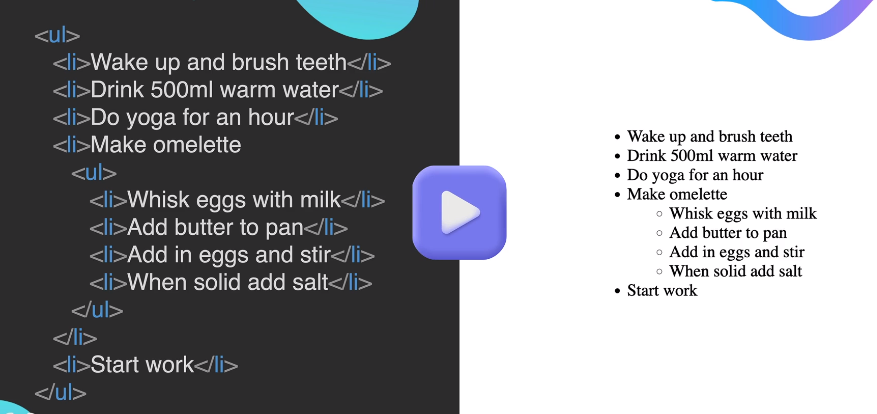 <ul>
<li>Wake up and brush teeth</li>
<li>Drink 500ml warm water</li>
<li>Do yoga for an hour</li>
<li>Make omelette
<ul>
<li>Whisk eggs with milk</li>
<li>Add butter to pan</li>
<li>Add in eggs and stir</li>
<li>When solid add salt</li>
</ul>
</li>
<li>Start work</li>
</ul>
• Wake up and brush teeth
• Drink 500ml warm water
• Do yoga for an hour
• Make omelette
◦ Whisk eggs with milk
◦ Add butter to pan
◦ Add in eggs and stir
◦ When solid add salt
• Start work